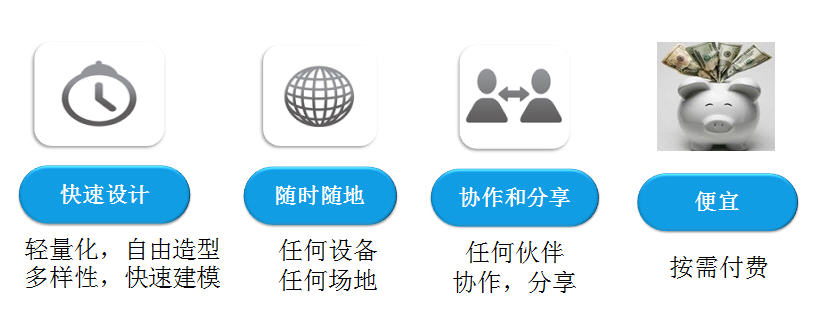 快速设计
轻量化，自由造型
多样性，快速建模
随时随地
任何设备
任何场地
协作和分享
任何伙伴
协作，分享
便宜
按需付费